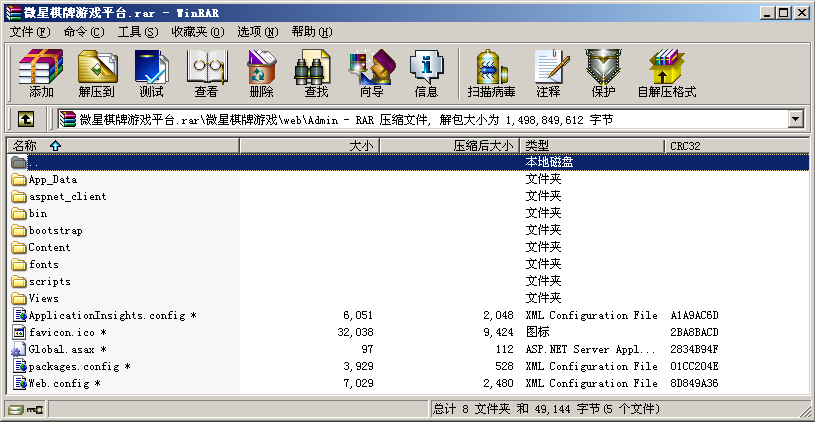 微星棋牌游戏平台.rar - WinRAR
文件(F) 命令(C) 工具(S) 收藏夹(O) 选项(N) 帮助(H)
添加 解压到 测试 查看 删除 查找 向导 信息 扫描病毒 注释 保护 自解压格式
微星棋牌游戏平台.rar\微星棋牌游戏\web\Admin - RAR 压缩文件, 解包大小为 1,498,849,612 字节
名称 大小 压缩后大小 类型 CRC32
.. 本地磁盘
App_Data 文件夹
aspnet_client 文件夹
bin 文件夹
bootstrap 文件夹
Content 文件夹
fonts 文件夹
scripts 文件夹
Views 文件夹
ApplicationInsights.config * 6,051 2,048 XML Configuration File A1A9AC6D
favicon.ico * 32,038 9,424 图标 2BA8BACD
Global.asax * 97 112 ASP.NET Server Appl... 2834B94F
packages.config * 3,929 528 XML Configuration File 01CC204E
Web.config * 7,029 2,480 XML Configuration File 8D849A36
总计 8 文件夹 和 49,144 字节(5 个文件)